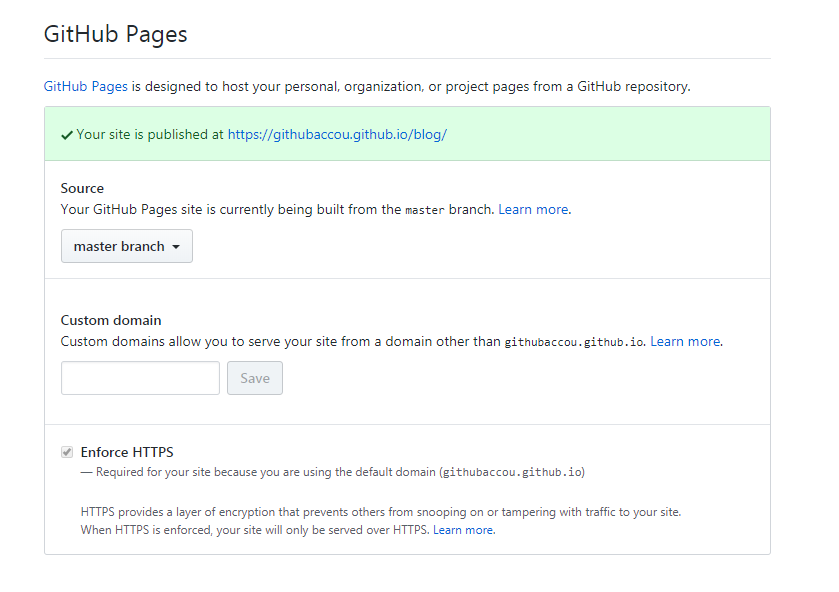 GitHub Pages
GitHub Pages is designed to host your personal, organization, or project pages from a GitHub repository.
Your site is published at https://githubaccou.github.io/blog/
Source
Your GitHub Pages site is currently being built from the master branch. Learn more.
master branch
Custom domain
Custom domains allow you to serve your site from a domain other than githubaccou.github.io. Learn more.
Save
Enforce HTTPS
— Required for your site because you are using the default domain (githubaccou.github.io)
HTTPS provides a layer of encryption that prevents others from snooping on or tampering with traffic to your site.
When HTTPS is enforced, your site will only be served over HTTPS. Learn more.